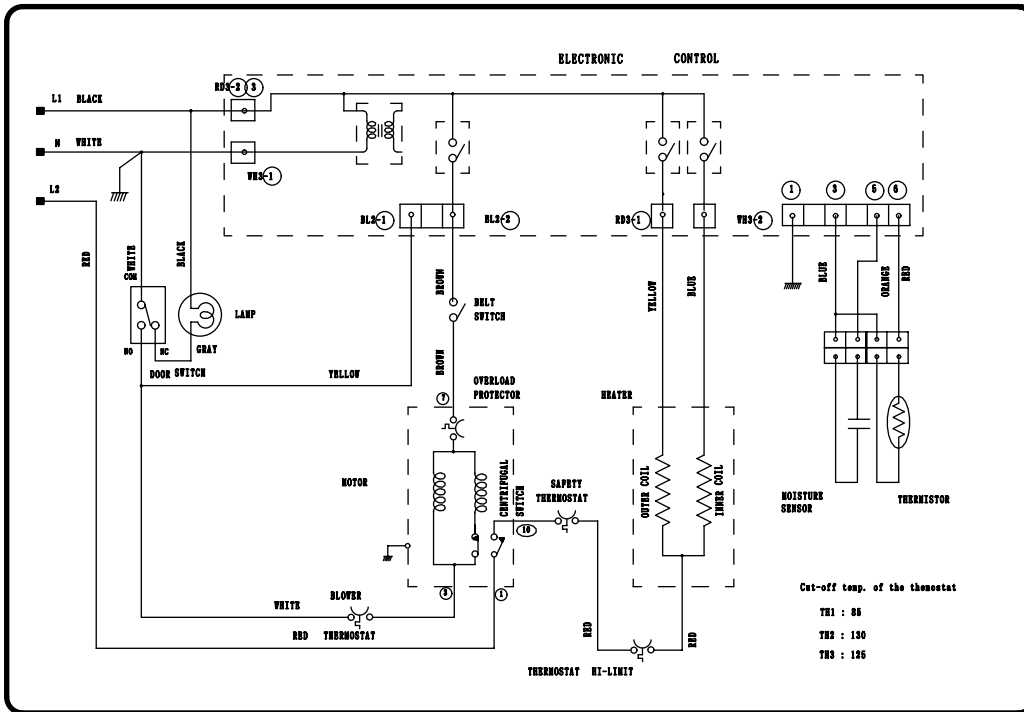 ELECTRONIC CONTROL
RD3-2 3
L1 BLACK
N WHITE
WH3-1
L2
1 3 5 6
BL2-1 BL2-2 RD3-1 WH3-2
RED
WHITE
BLACK
COM
BROWN
YELLOW
BLUE
BLUE
ORANGE
RED
LAMP
BELT
SWITCH
NO NC GRAY
DOOR SWITCH
YELLOW
BROWN
OVERLOAD
PROTECTOR
7
HEATER
MOTOR
CENTRIFUGAL
SWITCH
SAFETY
THERMOSTAT
OUTER COIL
INNER COIL
MOISTURE
SENSOR
THERMISTOR
10
3 1
BLOWER
WHITE
RED THERMOSTAT
RED
RED
THERMOSTAT HI-LIMIT
Cut-off temp. of the themostat
TH1 : 85
TH2 : 130
TH3 : 125